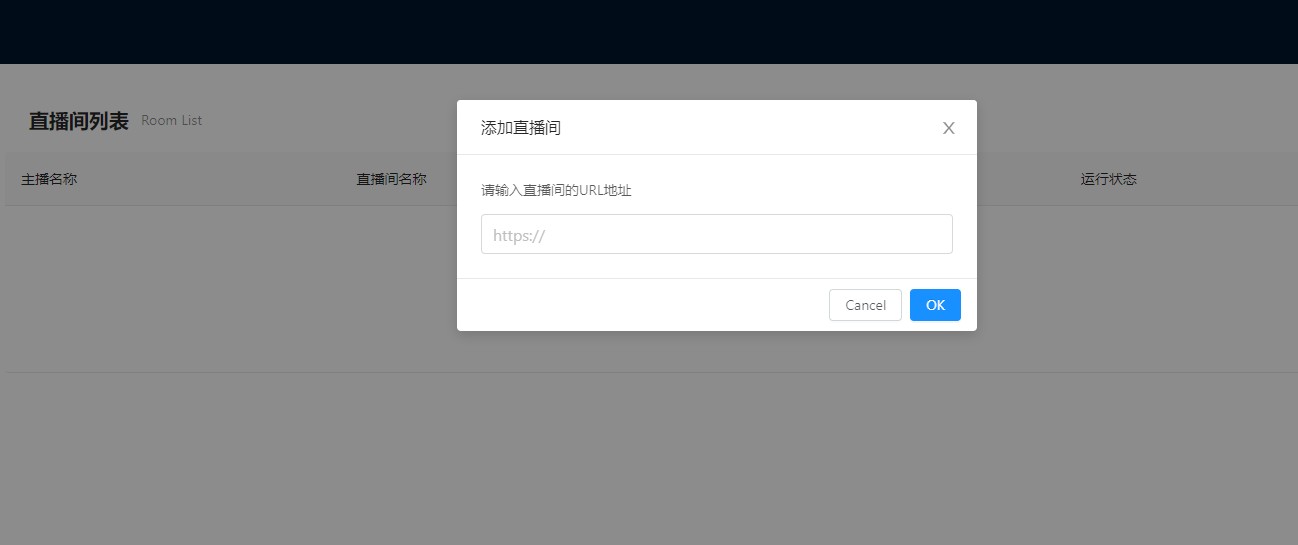 直播间列表 Room List
主播名称 直播间名称 运行状态
添加直播间
请输入直播间的URL地址
https://
Cancel OK